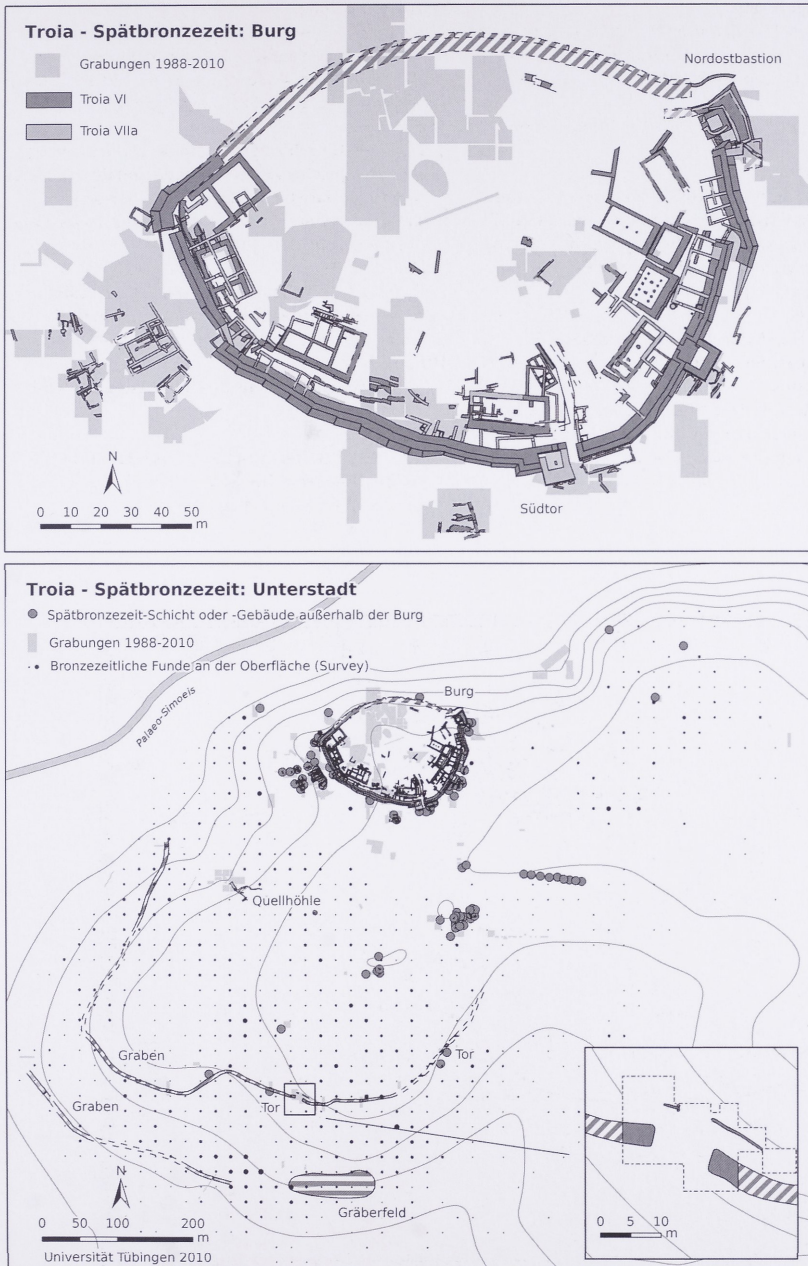 Troia - Spätbronzezeit: Burg
Grabungen 1988-2010
Troia VI
Troia VIIa
Nordostbastion
Südtor
N
0 10 20 30 40 50
m
Troia - Spätbronzezeit: Unterstadt
Spätbronzezeit-Schicht oder -Gebäude außerhalb der Burg
Grabungen 1988-2010
Bronzezeitliche Funde an der Oberfläche (Survey)
Palaeo-Simoeis
Burg
Quellhöhle
Graben
Tor
Graben
Tor
Gräberfeld
N
0 50 100 200
m
Universität Tübingen 2010
0 5 10
m